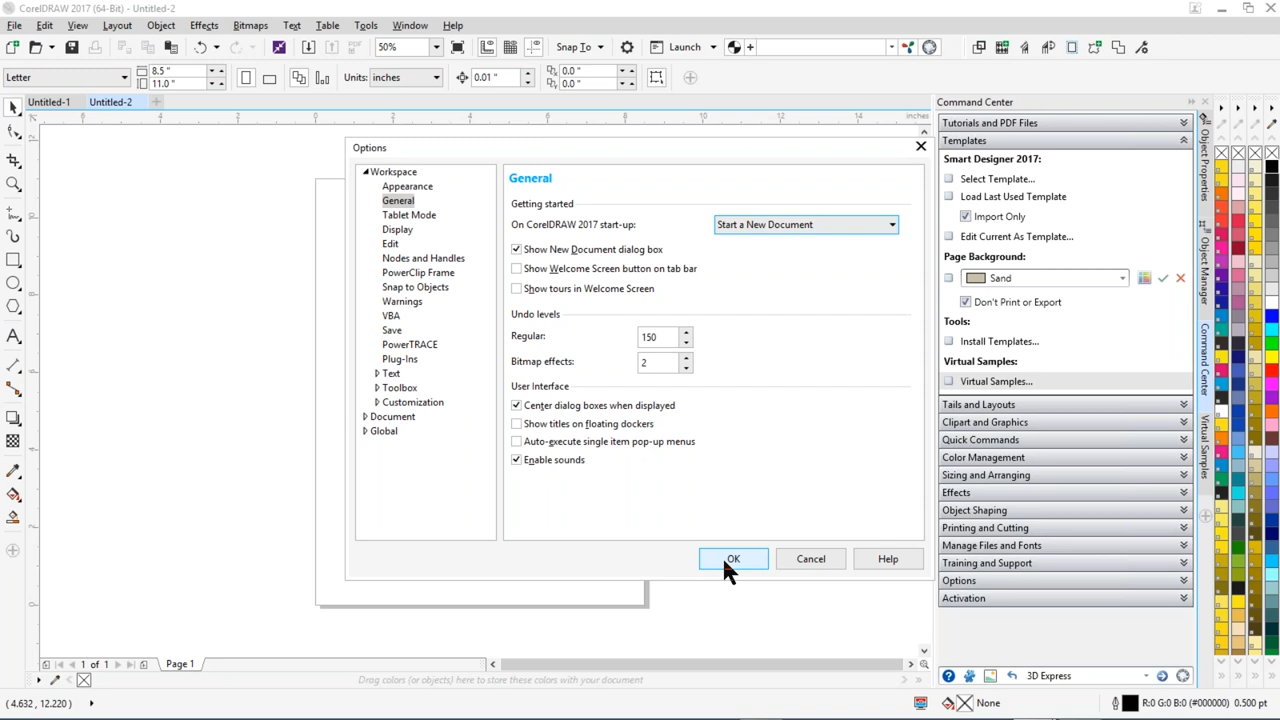 CorelDRAW 2017 (64-Bit) - Untitled-2
File Edit View Layout Object Effects Bitmaps Text Table Tools Window Help
50% Snap To Launch
Letter 8.5 " 11.0 " Units: inches 0.01 " 0.0 " 0.0 "
Untitled-1 Untitled-2
inches
Options
Workspace
Appearance
General
Tablet Mode
Display
Edit
Nodes and Handles
PowerClip Frame
Snap to Objects
Warnings
VBA
Save
PowerTRACE
Plug-Ins
Text
Toolbox
Customization
Document
Global
General
Getting started
On CorelDRAW 2017 start-up: Start a New Document
Show New Document dialog box
Show Welcome Screen button on tab bar
Show tours in Welcome Screen
Undo levels
Regular: 150
Bitmap effects: 2
User Interface
Center dialog boxes when displayed
Show titles on floating dockers
Auto-execute single item pop-up menus
Enable sounds
OK Cancel Help
Command Center
Tutorials and PDF Files
Templates
Smart Designer 2017:
Select Template...
Load Last Used Template
Import Only
Edit Current As Template...
Page Background:
Sand
Don't Print or Export
Tools:
Install Templates...
Virtual Samples:
Virtual Samples...
Tails and Layouts
Clipart and Graphics
Quick Commands
Color Management
Sizing and Arranging
Effects
Object Shaping
Printing and Cutting
Manage Files and Fonts
Training and Support
Options
Activation
3D Express
Object Properties
Object Manager
Command Center
Virtual Samples
1 of 1 Page 1
Drag colors (or objects) here to store these colors with your document
( 4.632, 12.220 ) None R:0 G:0 B:0 (#000000) 0.500 pt